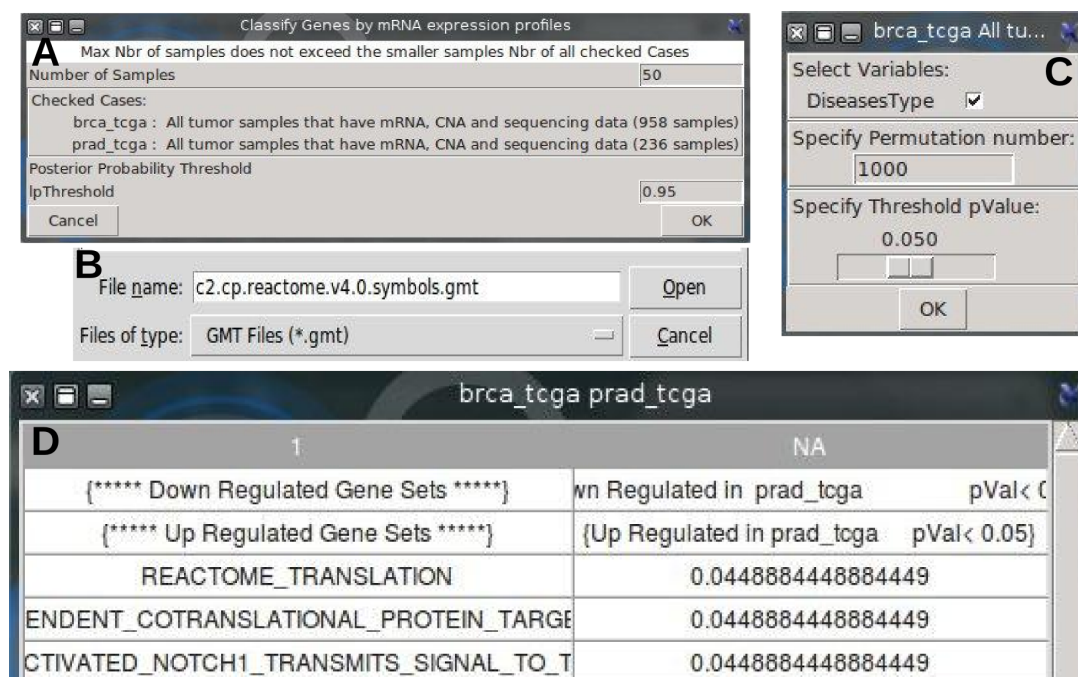 Classify Genes by mRNA expression profiles
A
Max Nbr of samples does not exceed the smaller samples Nbr of all checked Cases
Number of Samples 50
Checked Cases:
brca_tcga : All tumor samples that have mRNA, CNA and sequencing data (958 samples)
prad_tcga : All tumor samples that have mRNA, CNA and sequencing data (236 samples)
Posterior Probability Threshold
lpThreshold 0.95
Cancel OK
B
File name: c2.cp.reactome.v4.0.symbols.gmt Open
Files of type: GMT Files (*.gmt) Cancel
brca_tcga All tu...
C
Select Variables:
DiseasesType
Specify Permutation number:
1000
Specify Threshold pValue:
0.050
OK
brca_tcga prad_tcga
D
1 NA
{***** Down Regulated Gene Sets *****} wn Regulated in prad_tcga pVal< 0
{***** Up Regulated Gene Sets *****} {Up Regulated in prad_tcga pVal< 0.05}
REACTOME_TRANSLATION 0.0448884448884449
ENDENT_COTRANSLATIONAL_PROTEIN_TARGE 0.0448884448884449
CTIVATED_NOTCH1_TRANSMITS_SIGNAL_TO_T 0.0448884448884449